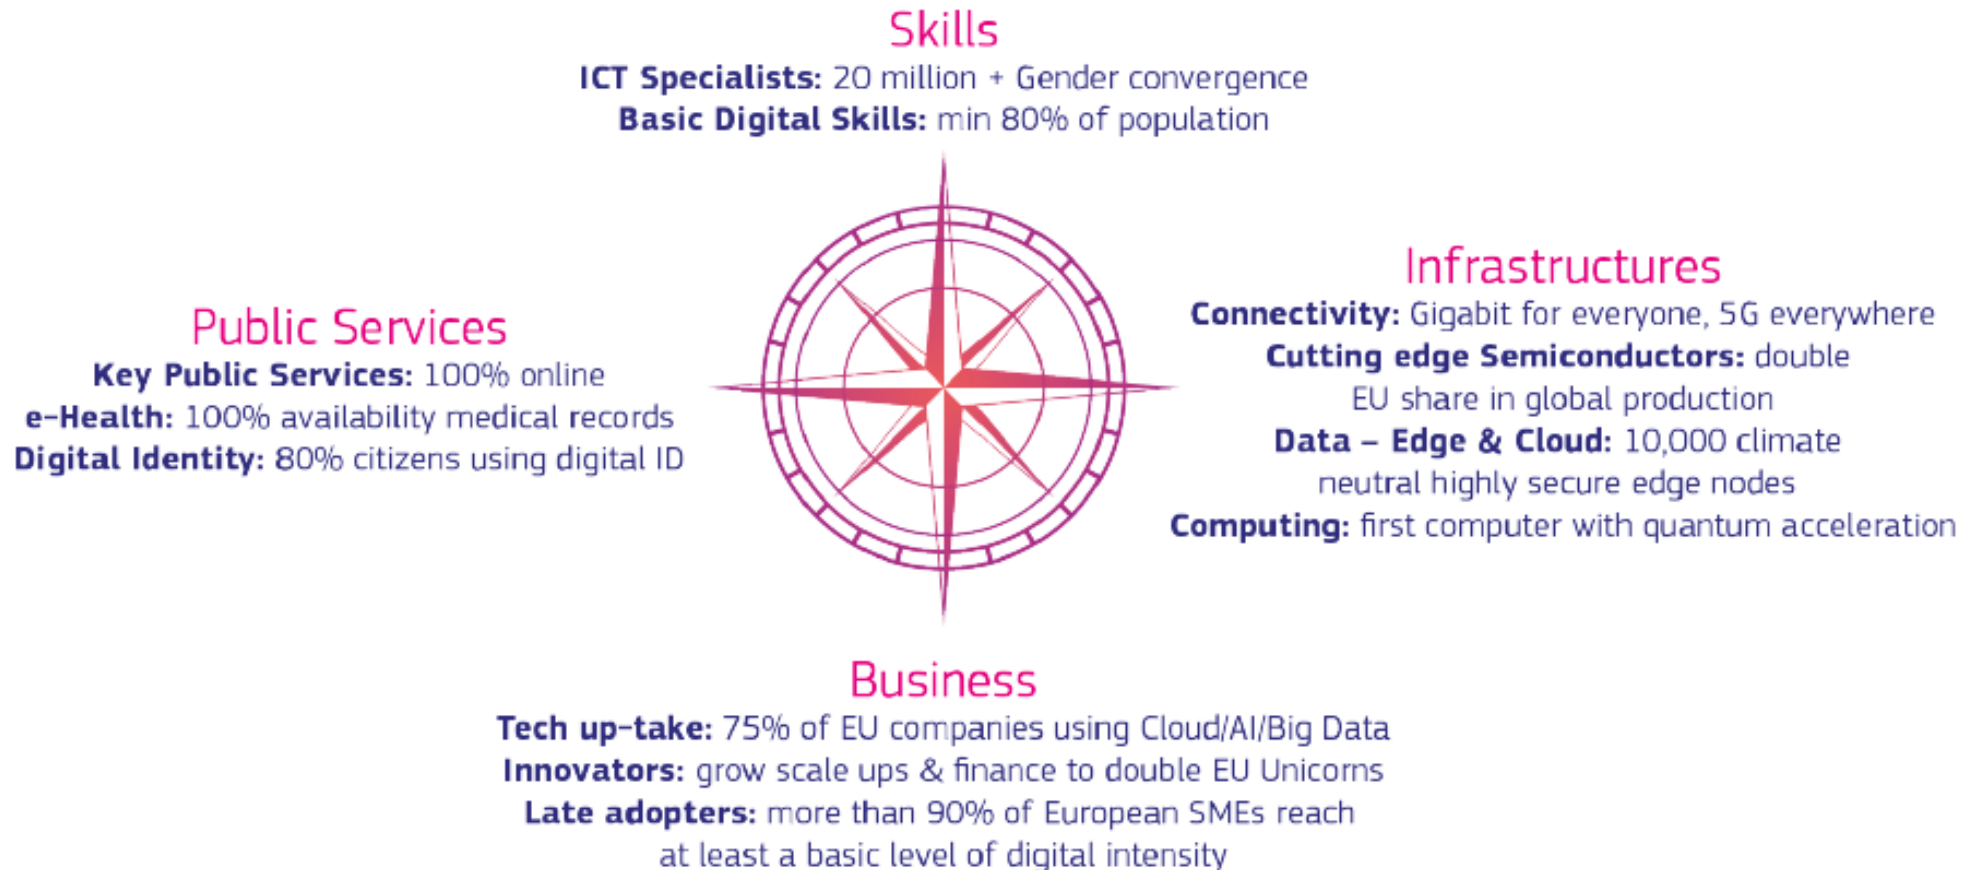 Skills
ICT Specialists: 20 million + Gender convergence
Basic Digital Skills: min 80% of population
Public Services
Key Public Services: 100% online
e-Health: 100% availability medical records
Digital Identity: 80% citizens using digital ID
Infrastructures
Connectivity: Gigabit for everyone, 5G everywhere
Cutting edge Semiconductors: double
EU share in global production
Data – Edge & Cloud: 10,000 climate
neutral highly secure edge nodes
Computing: first computer with quantum acceleration
Business
Tech up-take: 75% of EU companies using Cloud/AI/Big Data
Innovators: grow scale ups & finance to double EU Unicorns
Late adopters: more than 90% of European SMEs reach
at least a basic level of digital intensity